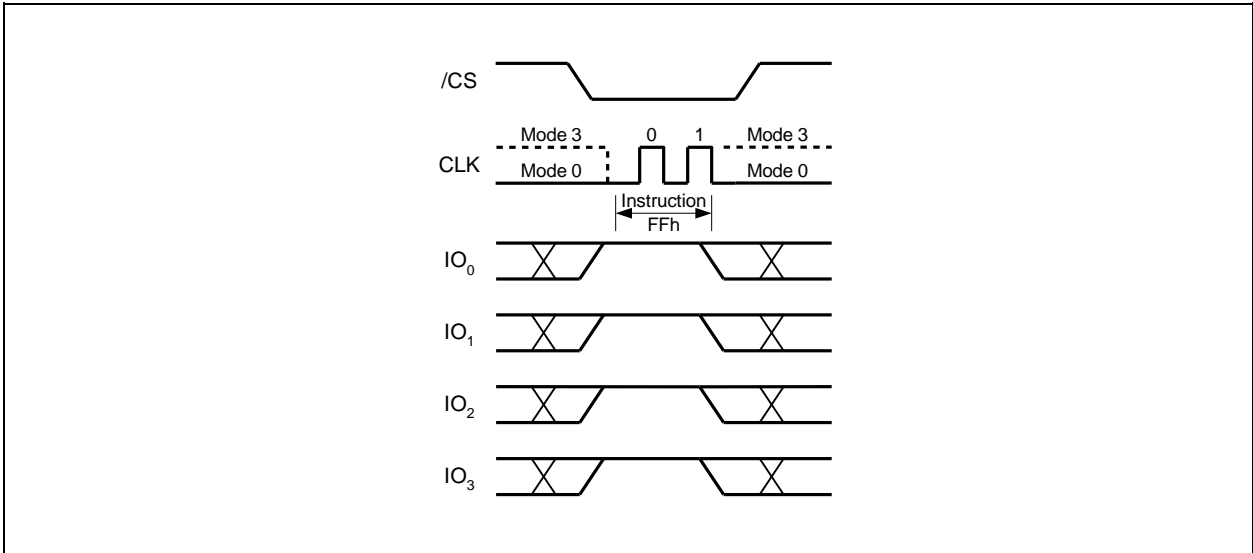 /CS
Mode 3 0 1 Mode 3
CLK
Mode 0 Mode 0
Instruction
FFh
IO0
IO1
IO2
IO3